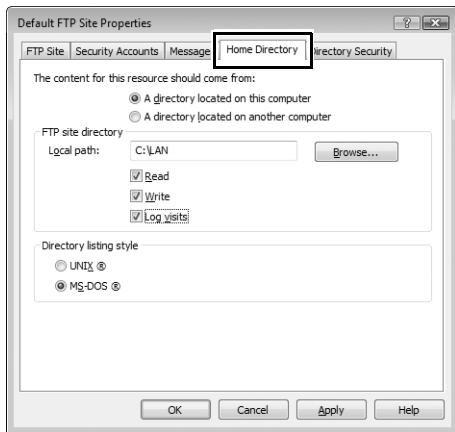 Default FTP Site Properties
FTP Site Security Accounts Message Home Directory Directory Security
The content for this resource should come from:
A directory located on this computer
A directory located on another computer
FTP site directory
Local path: C:\LAN Browse...
Read
Write
Log visits
Directory listing style
UNIX ®
MS-DOS ®
OK Cancel Apply Help